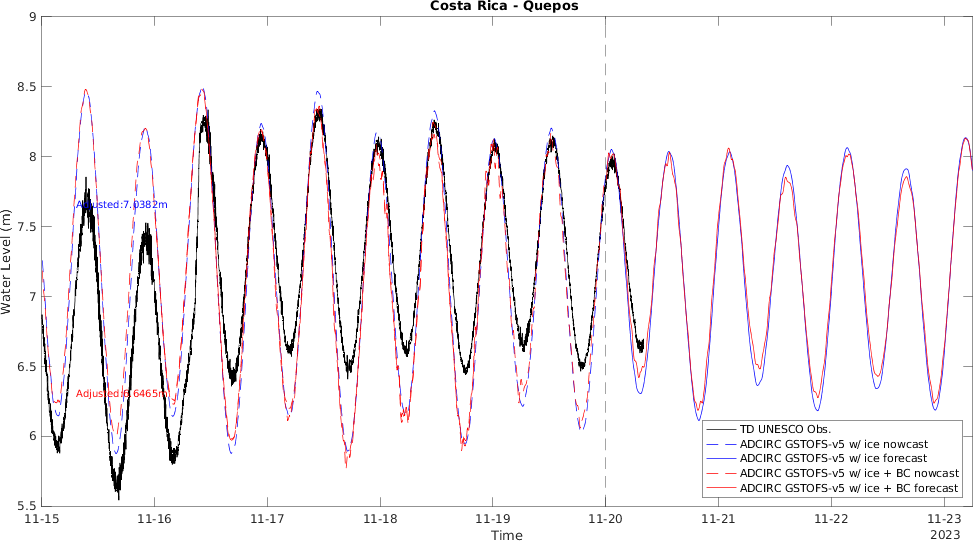 Costa Rica - Quepos
9
8.5
8
7.5
7
6.5
6
5.5
Water Level (m)
Adjusted:7.0382m
Adjusted:6.6465m
TD UNESCO Obs.
ADCIRC GSTOFS-v5 w/ ice nowcast
ADCIRC GSTOFS-v5 w/ ice forecast
ADCIRC GSTOFS-v5 w/ ice + BC nowcast
ADCIRC GSTOFS-v5 w/ ice + BC forecast
11-15 11-16 11-17 11-18 11-19 11-20 11-21 11-22 11-23
Time
2023